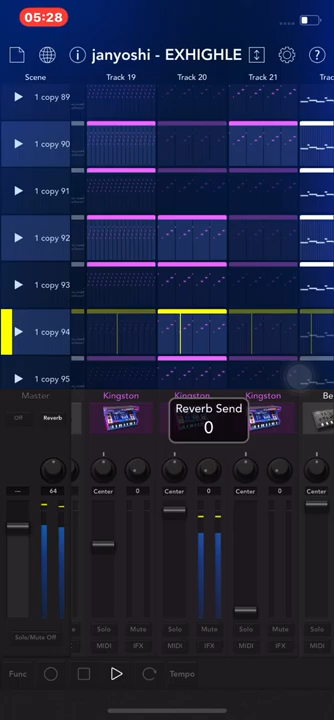 05:28
janyoshi - EXHIGHLE
Scene
Track 19
Track 20
Track 21
Trac
1 copy 89
1 copy 90
1 copy 91
1 copy 92
1 copy 93
1 copy 94
1 copy 95
Master
Kingston
Kingston
Kingston
Be
Off
Reverb
Reverb Send
0
---
64
Center
0
Center
0
Center
0
Center
Solo
Mute
Solo
Mute
Solo
Mute
Solo
Solo/Mute Off
MIDI
IFX
MIDI
IFX
MIDI
IFX
MIDI
Func
Tempo